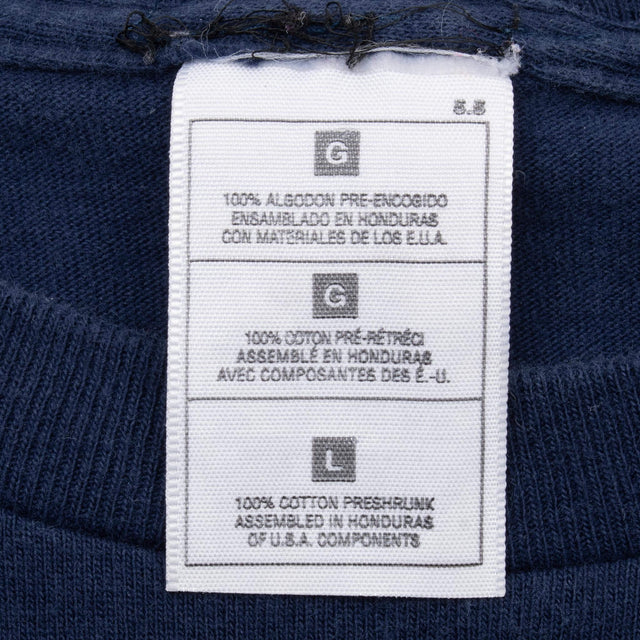 5.5
G
100% ALGODON PRE-ENCOGIDO
ENSAMBLADO EN HONDURAS
CON MATERIALES DE LOS E.U.A.
G
100% COTON PRÉ-RÉTRÉCI
ASSEMBLÉ EN HONDURAS
AVEC COMPOSANTES DES É.-U.
L
100% COTTON PRESHRUNK
ASSEMBLED IN HONDURAS
OF U.S.A. COMPONENTS